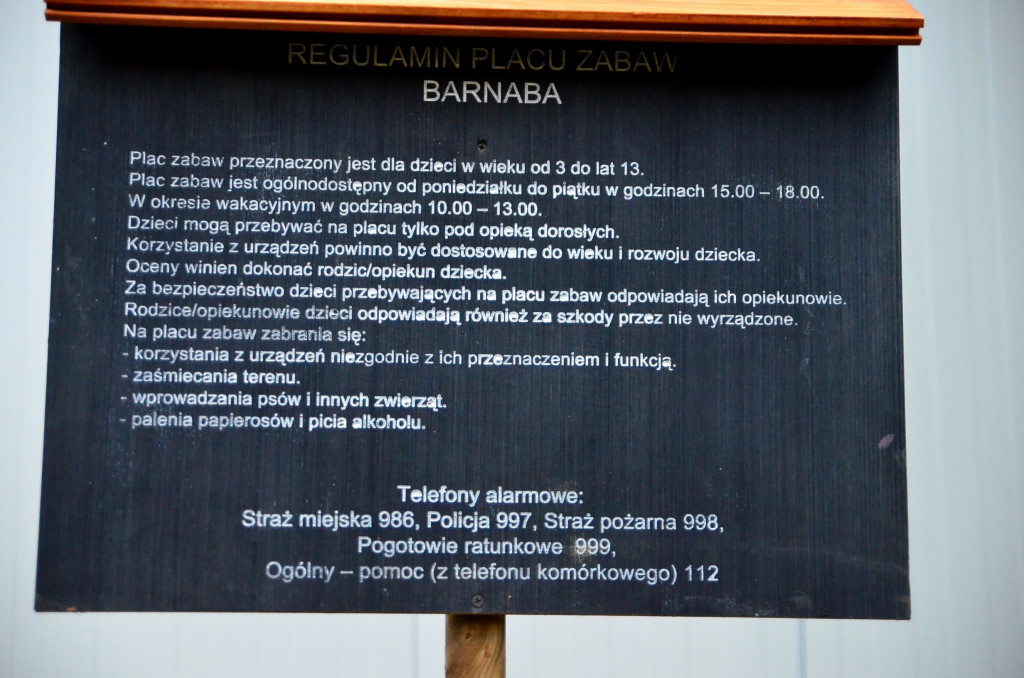 REGULAMIN PLACU ZABAW
BARNABA
Plac zabaw przeznaczony jest dla dzieci w wieku od 3 do lat 13.
Plac zabaw jest ogólnodostępny od poniedziałku do piątku w godzinach 15.00 – 18.00.
W okresie wakacyjnym w godzinach 10.00 – 13.00.
Dzieci mogą przebywać na placu tylko pod opieką dorosłych.
Korzystanie z urządzeń powinno być dostosowane do wieku i rozwoju dziecka.
Oceny winien dokonać rodzic/opiekun dziecka.
Za bezpieczeństwo dzieci przebywających na placu zabaw odpowiadają ich opiekunowie.
Rodzice/opiekunowie dzieci odpowiadają również za szkody przez nie wyrządzone.
Na placu zabaw zabrania się:
- korzystania z urządzeń niezgodnie z ich przeznaczeniem i funkcją.
- zaśmiecania terenu.
- wprowadzania psów i innych zwierząt.
- palenia papierosów i picia alkoholu.
Telefony alarmowe:
Straż miejska 986, Policja 997, Straż pożarna 998,
Pogotowie ratunkowe 999,
Ogólny – pomoc (z telefonu komórkowego) 112